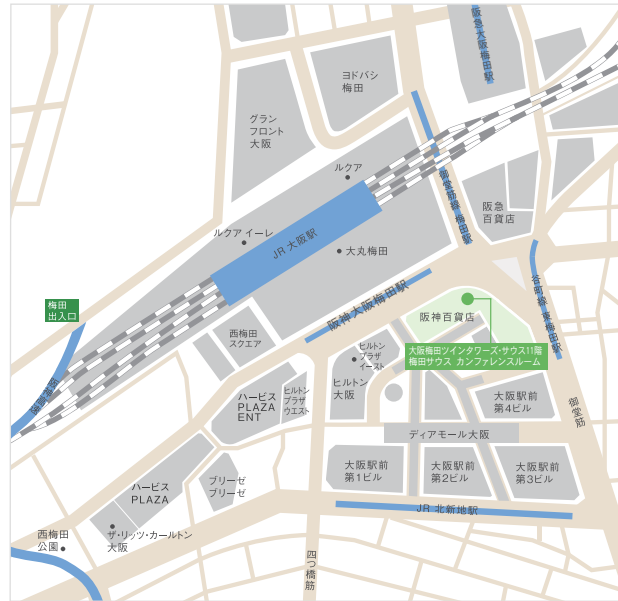 阪急大阪梅田駅
ヨドバシ
梅田
グラン
フロント
大阪
ルクア
御堂筋線 梅田駅
阪急
百貨店
ルクア イーレ
JR 大阪駅
大丸梅田
谷町線 東梅田駅
阪神大阪梅田駅
梅田
出入口
阪神百貨店
西梅田
スクエア
大阪梅田ツインタワーズ・サウス11階
梅田サウス カンファレンスルーム
ヒルトン
プラザ
イースト
ヒルトン
大阪
ハービス
PLAZA
ENT
ヒルトン
プラザ
ウエスト
大阪駅前
第4ビル
御堂筋
ディアモール大阪
大阪駅前
第1ビル
大阪駅前
第2ビル
大阪駅前
第3ビル
ハービス
PLAZA
ブリーゼ
ブリーゼ
JR 北新地駅
ザ・リッツ・カールトン
大阪
西梅田
公園
四つ橋筋